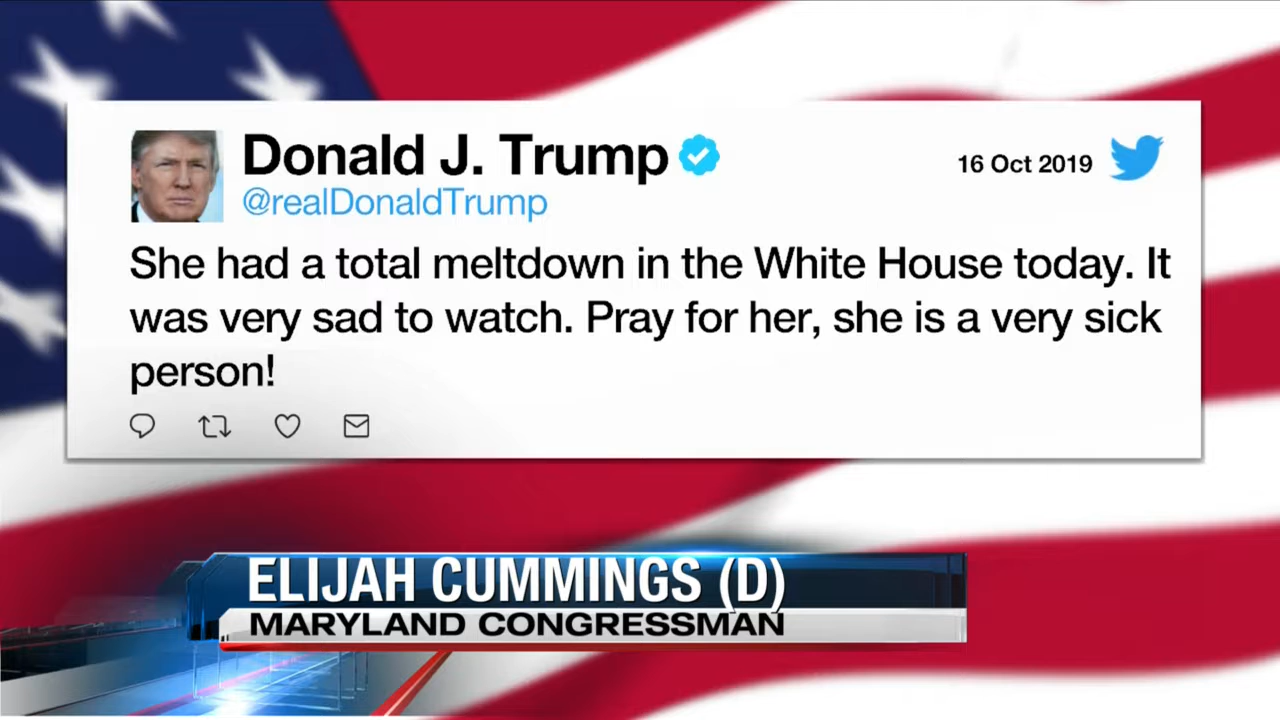 Donald J. Trump
@realDonaldTrump
16 Oct 2019
She had a total meltdown in the White House today. It
was very sad to watch. Pray for her, she is a very sick
person!
ELIJAH CUMMINGS (D)
MARYLAND CONGRESSMAN